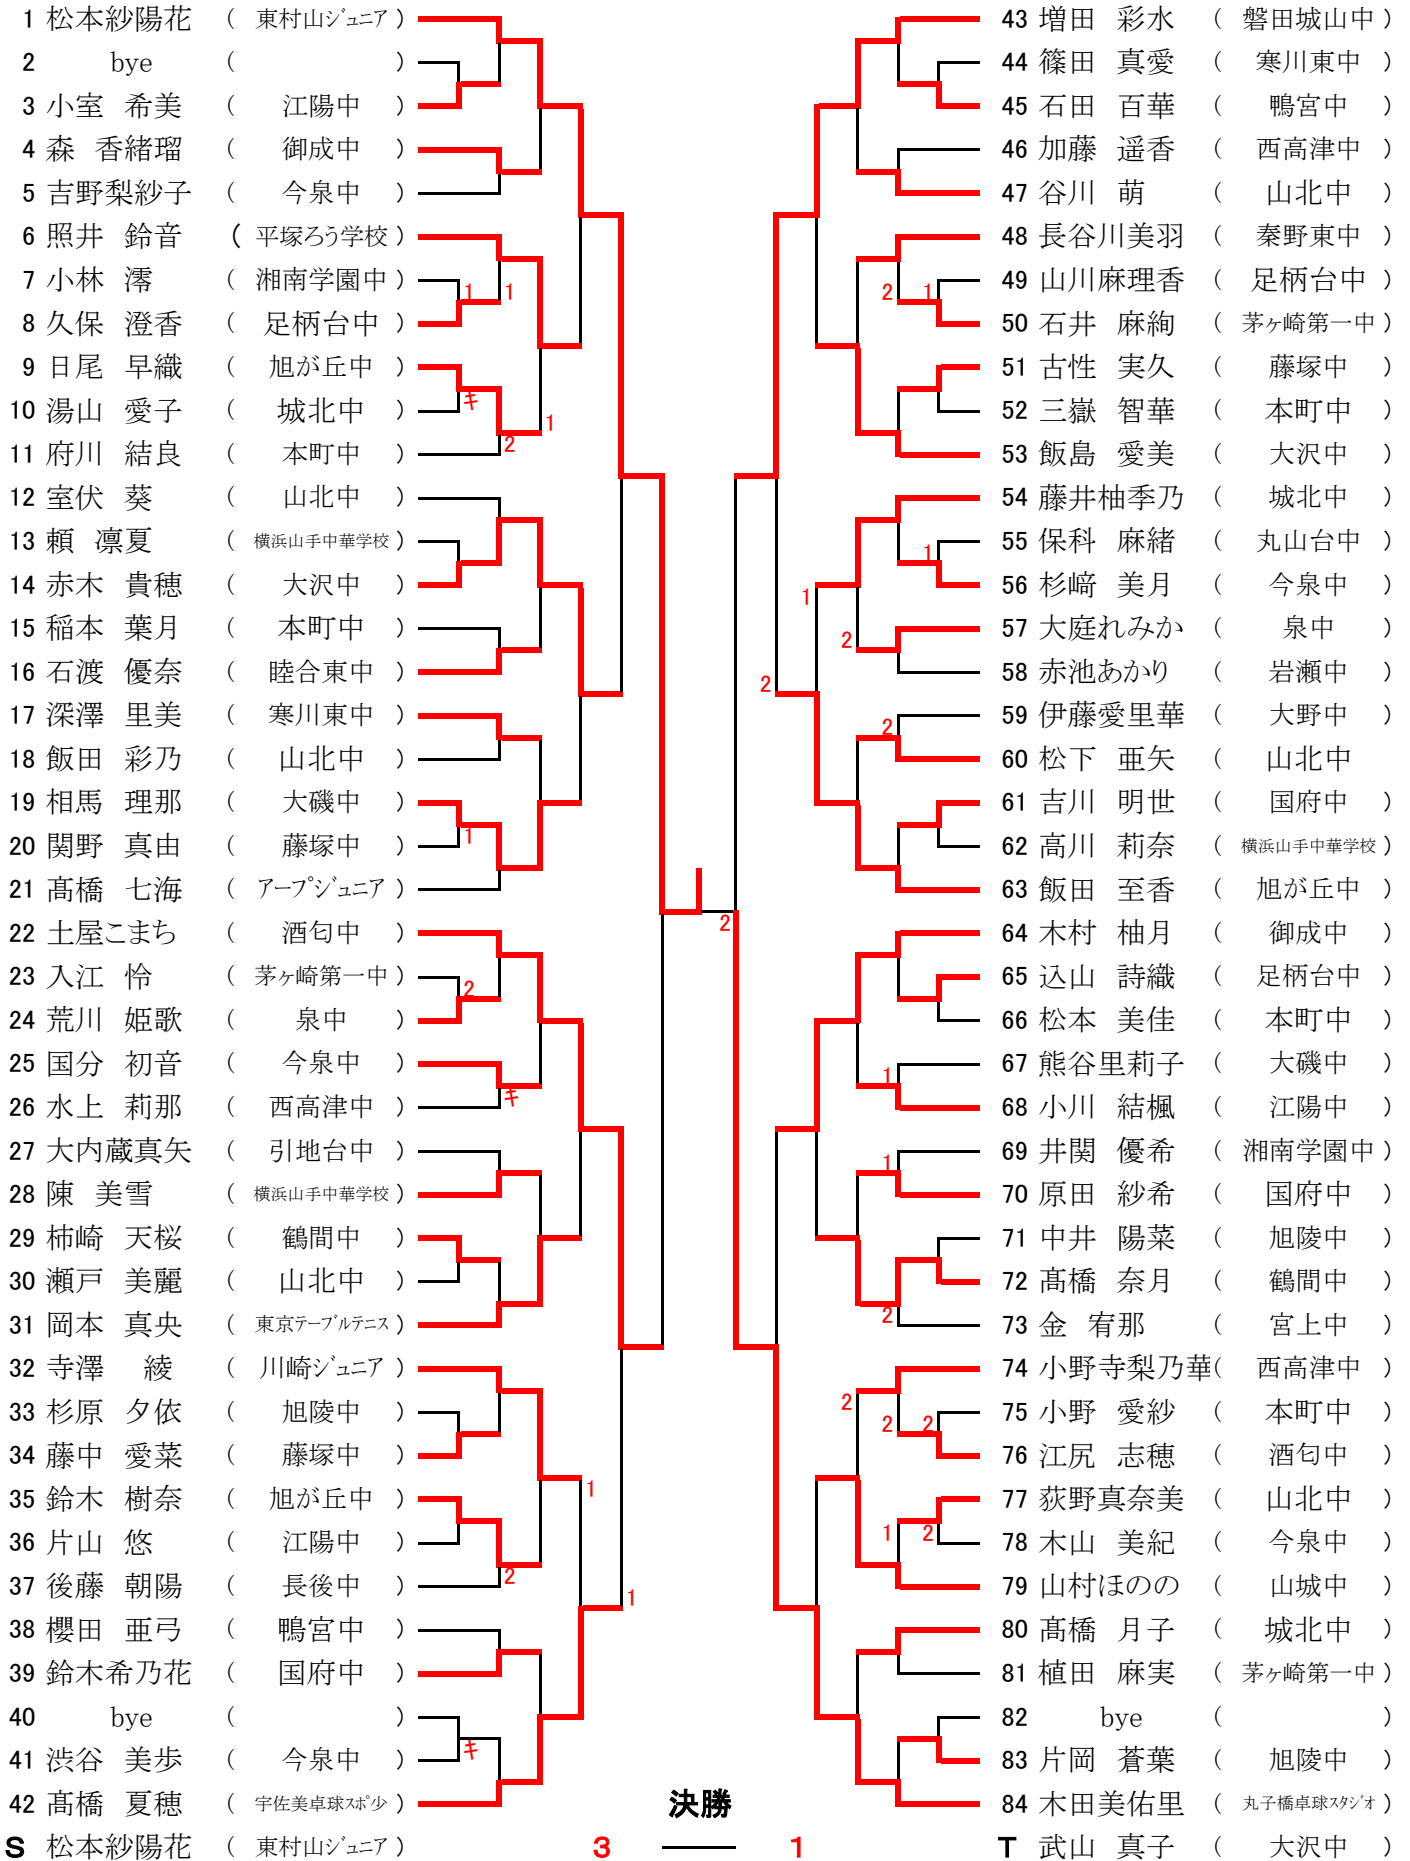 1 松本紗陽花 ( 東村山ジュニア )
2 bye ( )
3 小室 希美 ( 江陽中 )
4 森 香緒瑠 ( 御成中 )
5 吉野梨紗子 ( 今泉中 )
6 照井 鈴音 ( 平塚ろう学校 )
7 小林 澪 ( 湘南学園中 )
1 1
8 久保 澄香 ( 足柄台中 )
9 日尾 早織 ( 旭が丘中 )
キ
10 湯山 愛子 ( 城北中 )
1
2
11 府川 結良 ( 本町中 )
12 室伏 葵 ( 山北中 )
13 頼 凛夏 ( 横浜山手中華学校 )
14 赤木 貴穂 ( 大沢中 )
15 稲本 葉月 ( 本町中 )
16 石渡 優奈 ( 睦合東中 )
17 深澤 里美 ( 寒川東中 )
18 飯田 彩乃 ( 山北中 )
19 相馬 理那 ( 大磯中 )
1
20 関野 真由 ( 藤塚中 )
21 髙橋 七海 ( アープジュニア )
22 土屋こまち ( 酒匂中 )
23 入江 怜 ( 茅ヶ崎第一中 )
2
24 荒川 姫歌 ( 泉中 )
25 国分 初音 ( 今泉中 )
キ
26 水上 莉那 ( 西高津中 )
27 大内蔵真矢 ( 引地台中 )
28 陳 美雪 ( 横浜山手中華学校 )
29 柿崎 天桜 ( 鶴間中 )
30 瀬戸 美麗 ( 山北中 )
31 岡本 真央 ( 東京テーブルテニス )
32 寺澤 綾 ( 川崎ジュニア )
33 杉原 夕依 ( 旭陵中 )
34 藤中 愛菜 ( 藤塚中 )
1
35 鈴木 樹奈 ( 旭が丘中 )
36 片山 悠 ( 江陽中 )
2
37 後藤 朝陽 ( 長後中 )
1
38 櫻田 亜弓 ( 鴨宮中 )
39 鈴木希乃花 ( 国府中 )
40 bye ( )
キ
41 渋谷 美歩 ( 今泉中 )
42 髙橋 夏穂 ( 宇佐美卓球スポ少 )
S 松本紗陽花 ( 東村山ジュニア )
2
決勝
3 1
43 増田 彩水 ( 磐田城山中 )
44 篠田 真愛 ( 寒川東中 )
45 石田 百華 ( 鴨宮中 )
46 加藤 遥香 ( 西高津中 )
47 谷川 萌 ( 山北中 )
48 長谷川美羽 ( 秦野東中 )
49 山川麻理香 ( 足柄台中 )
2 1
50 石井 麻絢 ( 茅ヶ崎第一中 )
51 古性 実久 ( 藤塚中 )
52 三嶽 智華 ( 本町中 )
53 飯島 愛美 ( 大沢中 )
54 藤井柚季乃 ( 城北中 )
55 保科 麻緒 ( 丸山台中 )
1
56 杉﨑 美月 ( 今泉中 )
1
57 大庭れみか ( 泉中 )
2
58 赤池あかり ( 岩瀬中 )
2
59 伊藤愛里華 ( 大野中 )
2
60 松下 亜矢 ( 山北中
61 吉川 明世 ( 国府中 )
62 高川 莉奈 ( 横浜山手中華学校 )
63 飯田 至香 ( 旭が丘中 )
64 木村 柚月 ( 御成中 )
65 込山 詩織 ( 足柄台中 )
66 松本 美佳 ( 本町中 )
67 熊谷里莉子 ( 大磯中 )
1
68 小川 結楓 ( 江陽中 )
69 井関 優希 ( 湘南学園中 )
1
70 原田 紗希 ( 国府中 )
71 中井 陽菜 ( 旭陵中 )
72 髙橋 奈月 ( 鶴間中 )
2
73 金 宥那 ( 宮上中 )
74 小野寺梨乃華 ( 西高津中 )
2
75 小野 愛紗 ( 本町中 )
2 2
76 江尻 志穂 ( 酒匂中 )
77 荻野真奈美 ( 山北中 )
1 2
78 木山 美紀 ( 今泉中 )
79 山村ほのの ( 山城中 )
80 髙橋 月子 ( 城北中 )
81 植田 麻実 ( 茅ヶ崎第一中 )
82 bye ( )
83 片岡 蒼葉 ( 旭陵中 )
84 木田美佑里 ( 丸子橋卓球スタジオ )
T 武山 真子 ( 大沢中 )